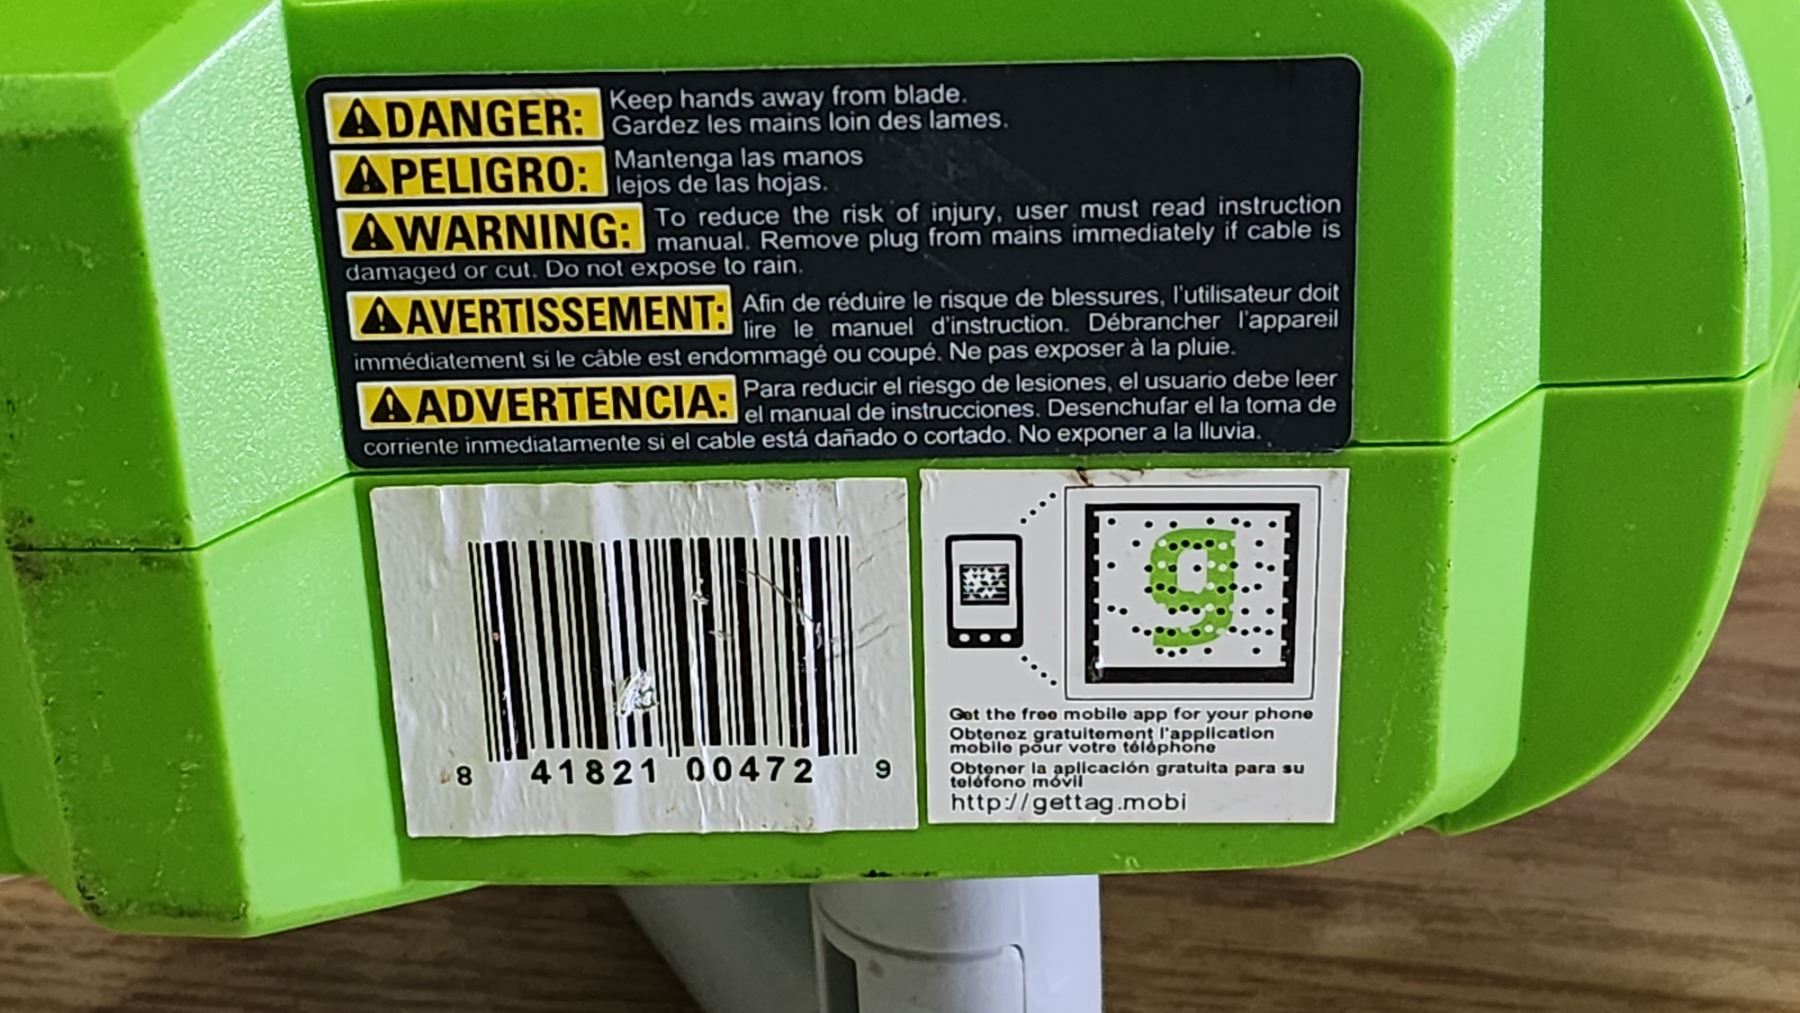 DANGER: Keep hands away from blade.
Gardez les mains loin des lames.
PELIGRO: Mantenga las manos
lejos de las hojas.
WARNING: To reduce the risk of injury, user must read instruction
manual. Remove plug from mains immediately if cable is
damaged or cut. Do not expose to rain.
AVERTISSEMENT: Afin de réduire le risque de blessures, l'utilisateur doit
lire le manuel d'instruction. Débrancher l'appareil
immédiatement si le câble est endommagé ou coupé. Ne pas exposer à la pluie.
ADVERTENCIA: Para reducir el riesgo de lesiones, el usuario debe leer
el manual de instrucciones. Desenchufar el la toma de
corriente inmediatamente si el cable está dañado o cortado. No exponer a la lluvia.
8 41821 00472 9
g
Get the free mobile app for your phone
Obtenez gratuitement l'application
mobile pour votre téléphone
Obtener la aplicación gratuita para su
teléfono móvil
http://gettag.mobi